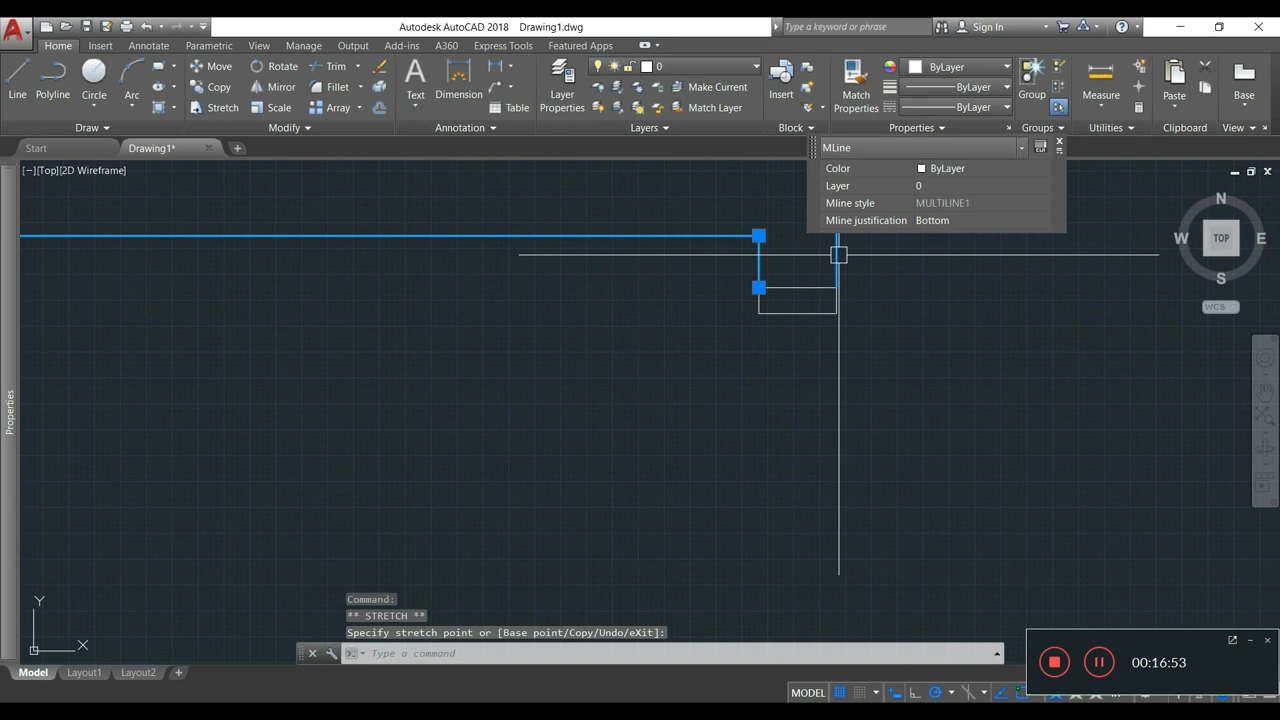 Autodesk AutoCAD 2018 Drawing1.dwg
Type a keyword or phrase
Sign In
Home Insert Annotate Parametric View Manage Output Add-ins A360 Express Tools Featured Apps
Line Polyline Circle Arc
Move Rotate Trim
Copy Mirror Fillet
Stretch Scale Array
Text Dimension Table
Layer Properties
0
Make Current
Match Layer
Insert
Match Properties
ByLayer
ByLayer
ByLayer
Group
Measure
Paste
Base
Draw Modify Annotation Layers Block Properties Groups Utilities Clipboard View
Start Drawing1*
[−][Top][2D Wireframe]
MLine
Color ByLayer
Layer 0
Mline style MULTILINE1
Mline justification Bottom
N
W TOP E
S
WCS
Properties
Y
X
Command:
** STRETCH **
Specify stretch point or [Base point/Copy/Undo/eXit]:
Type a command
00:16:53
Model Layout1 Layout2
MODEL